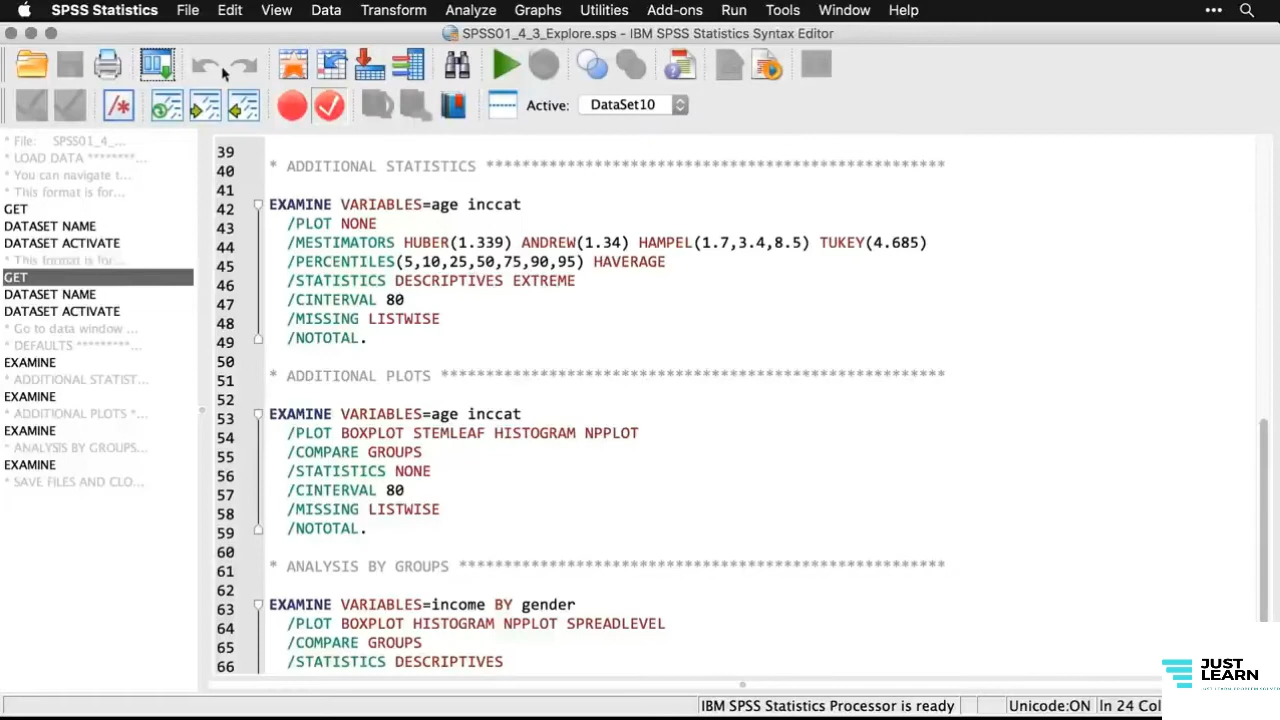 SPSS Statistics File Edit View Data Transform Analyze Graphs Utilities Add-ons Run Tools Window Help
SPSS01_4_3_Explore.sps - IBM SPSS Statistics Syntax Editor
Active: DataSet10
* File: SPSS01_4_...
* LOAD DATA ********...
* You can navigate t...
* This format is for...
GET
DATASET NAME
DATASET ACTIVATE
* This format is for...
GET
DATASET NAME
DATASET ACTIVATE
* Go to data window ...
* DEFAULTS *********...
EXAMINE
* ADDITIONAL STATIST...
EXAMINE
* ADDITIONAL PLOTS *...
EXAMINE
* ANALYSIS BY GROUPS...
EXAMINE
* SAVE FILES AND CLO...
39
40 * ADDITIONAL STATISTICS ***************************************************
41
42 EXAMINE VARIABLES=age inccat
43 /PLOT NONE
44 /MESTIMATORS HUBER(1.339) ANDREW(1.34) HAMPEL(1.7,3.4,8.5) TUKEY(4.685)
45 /PERCENTILES(5,10,25,50,75,90,95) HAVERAGE
46 /STATISTICS DESCRIPTIVES EXTREME
47 /CINTERVAL 80
48 /MISSING LISTWISE
49 /NOTOTAL.
50
51 * ADDITIONAL PLOTS ********************************************************
52
53 EXAMINE VARIABLES=age inccat
54 /PLOT BOXPLOT STEMLEAF HISTOGRAM NPPLOT
55 /COMPARE GROUPS
56 /STATISTICS NONE
57 /CINTERVAL 80
58 /MISSING LISTWISE
59 /NOTOTAL.
60
61 * ANALYSIS BY GROUPS ******************************************************
62
63 EXAMINE VARIABLES=income BY gender
64 /PLOT BOXPLOT HISTOGRAM NPPLOT SPREADLEVEL
65 /COMPARE GROUPS
66 /STATISTICS DESCRIPTIVES
JUST
LEARN
IBM SPSS Statistics Processor is ready Unicode:ON In 24 Col